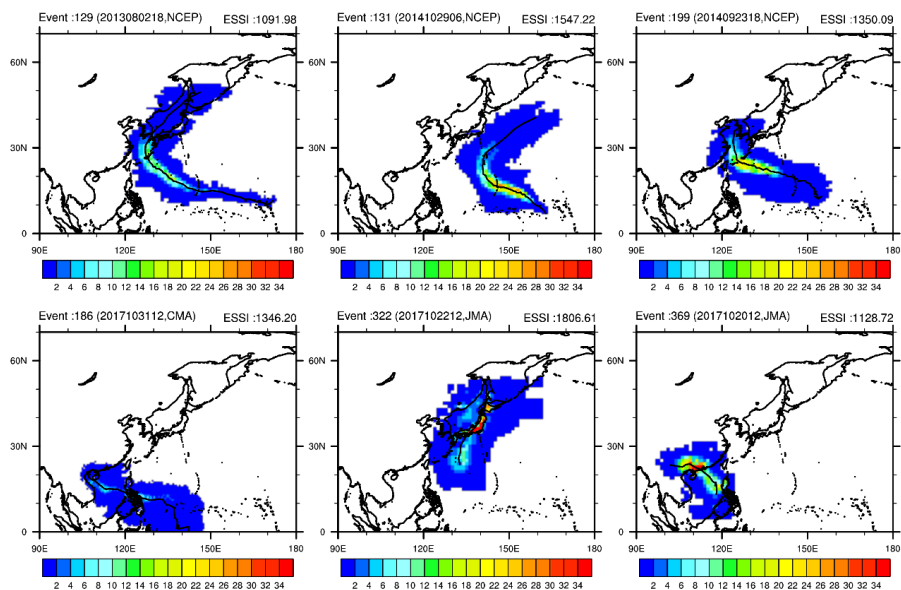 Event :129 (2013080218,NCEP) ESSI :1091.98
Event :131 (2014102906,NCEP) ESSI :1547.22
Event :199 (2014092318,NCEP) ESSI :1350.09
60N
30N
0
90E 120E 150E 180
2 4 6 8 10 12 14 16 18 20 22 24 26 28 30 32 34
60N
30N
0
90E 120E 150E 180
2 4 6 8 10 12 14 16 18 20 22 24 26 28 30 32 34
60N
30N
0
90E 120E 150E 180
2 4 6 8 10 12 14 16 18 20 22 24 26 28 30 32 34
Event :186 (2017103112,CMA) ESSI :1346.20
Event :322 (2017102212,JMA) ESSI :1806.61
Event :369 (2017102012,JMA) ESSI :1128.72
60N
30N
0
90E 120E 150E 180
2 4 6 8 10 12 14 16 18 20 22 24 26 28 30 32 34
60N
30N
0
90E 120E 150E 180
2 4 6 8 10 12 14 16 18 20 22 24 26 28 30 32 34
60N
30N
0
90E 120E 150E 180
2 4 6 8 10 12 14 16 18 20 22 24 26 28 30 32 34